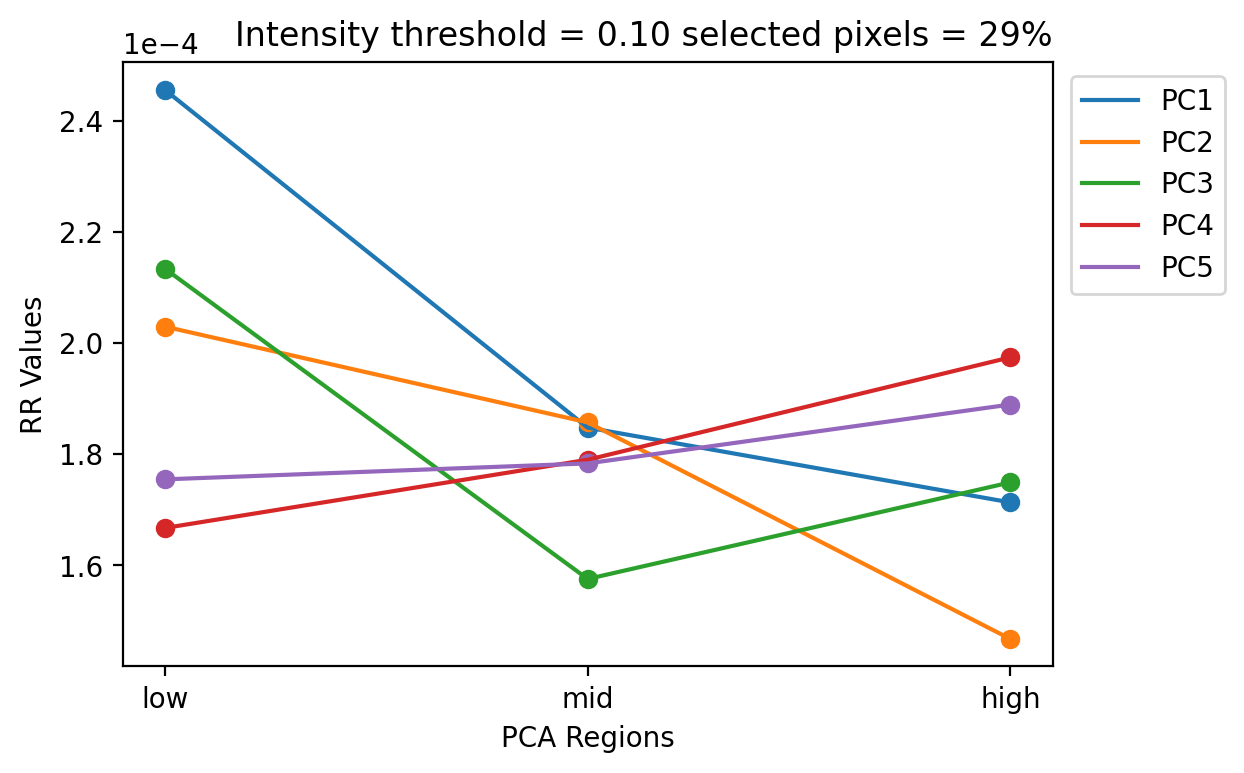 Intensity threshold = 0.10 selected pixels = 29%
1e−4
2.4
2.2
2.0
1.8
1.6
RR Values
low
mid
high
PCA Regions
PC1
PC2
PC3
PC4
PC5